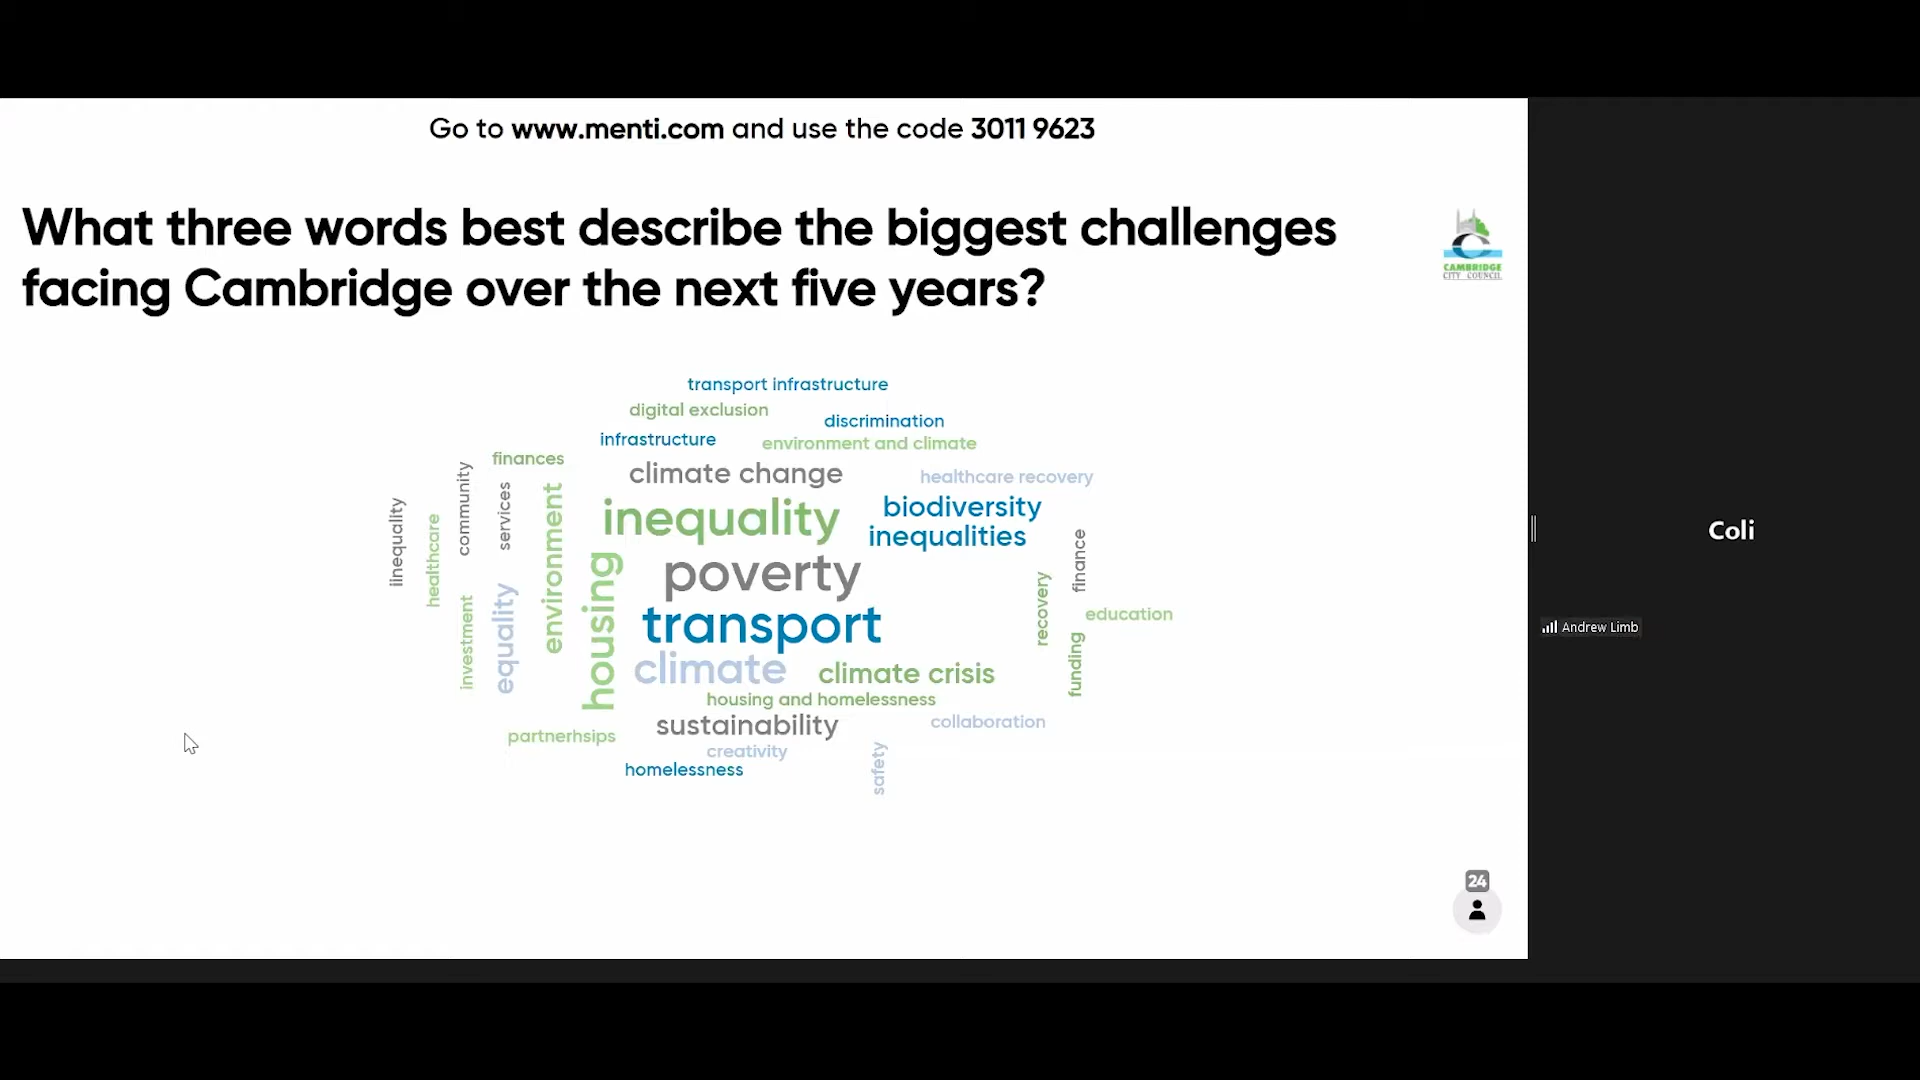 Go to www.menti.com and use the code 3011 9623
What three words best describe the biggest challenges
facing Cambridge over the next five years?
CAMBRIDGE
CITY COUNCIL
transport infrastructure
digital exclusion
discrimination
infrastructure
environment and climate
finances
climate change
healthcare recovery
iinequality
healthcare
community
services
environment
inequality
biodiversity
inequalities
poverty
housing
transport
finance
recovery
education
investment
equality
climate
climate crisis
funding
housing and homelessness
sustainability
collaboration
partnerhsips
creativity
homelessness
safety
24
Coli
Andrew Limb